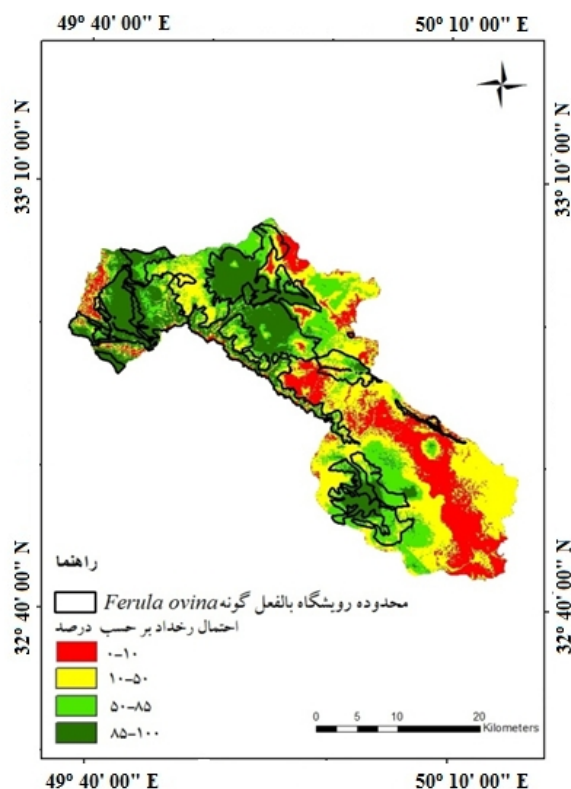 49° 40' 00" E
50° 10' 00" E
33° 10' 00" N
33° 10' 00" N
32° 40' 00" N
32° 40' 00" N
راهنما
محدوده رویشگاه بالفعل گونه Ferula ovina
احتمال رخداد بر حسب درصد
۰-۱۰
۱۰-۵۰
۵۰-۸۵
۸۵-۱۰۰
0 5 10 20
Kilometers
49° 40' 00" E
50° 10' 00" E